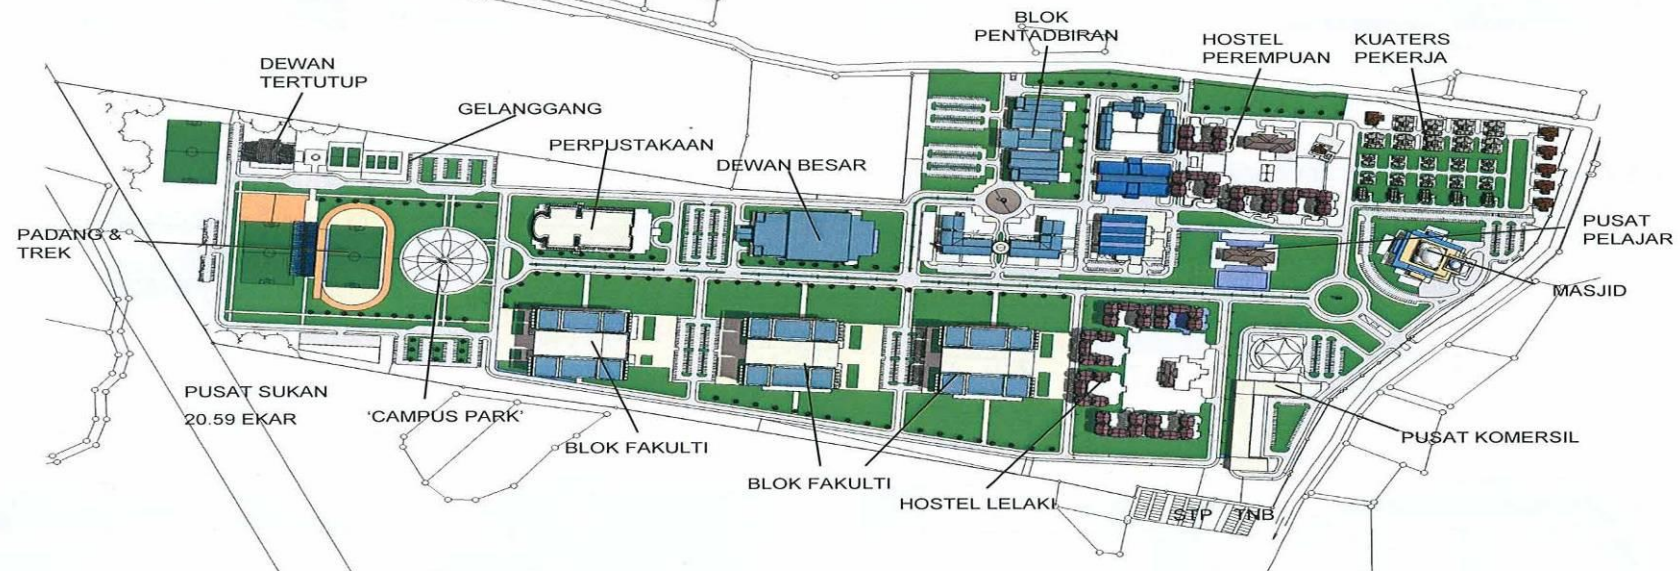 BLOK
PENTADBIRAN
HOSTEL
PEREMPUAN
KUATERS
PEKERJA
DEWAN
TERTUTUP
GELANGGANG
PERPUSTAKAAN
DEWAN BESAR
PADANG &
TREK
PUSAT
PELAJAR
MASJID
PUSAT SUKAN
20.59 EKAR
'CAMPUS PARK'
BLOK FAKULTI
BLOK FAKULTI
HOSTEL LELAKI
PUSAT KOMERSIL
STP TNB